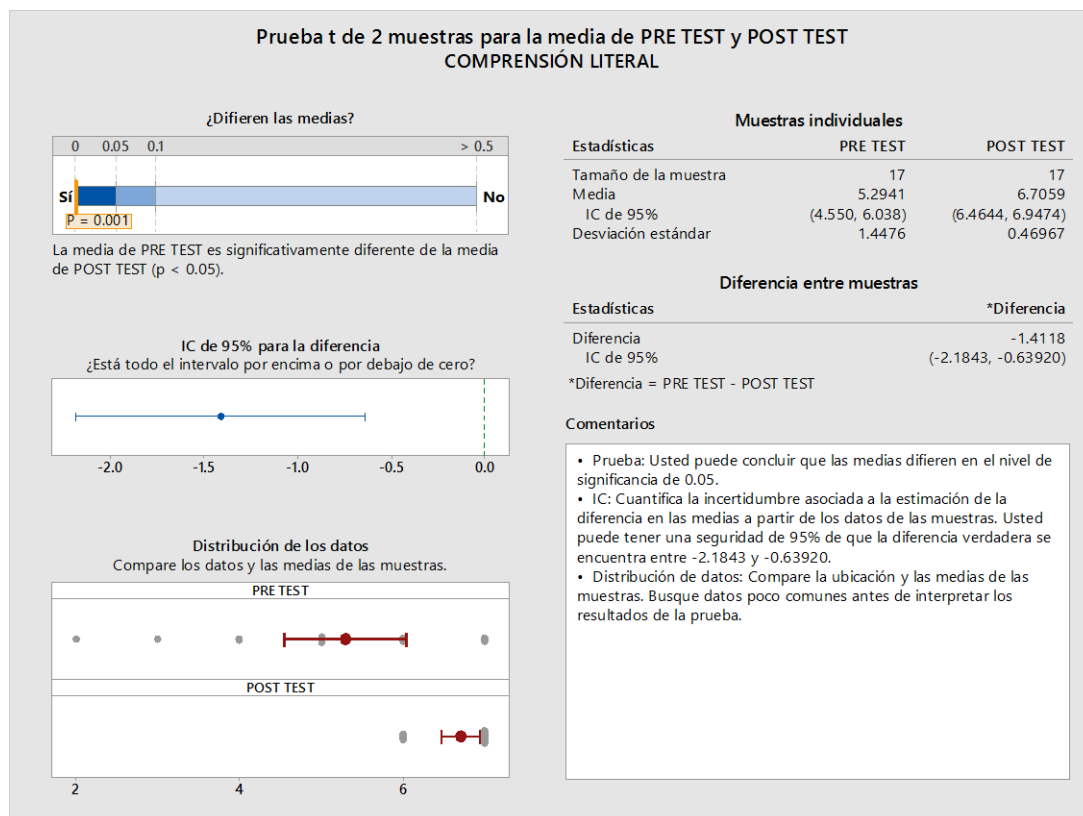 Prueba t de 2 muestras para la media de PRE TEST y POST TEST
COMPRENSIÓN LITERAL
¿Difieren las medias?
0 0.05 0.1 > 0.5
Sí No
P = 0.001
La media de PRE TEST es significativamente diferente de la media
de POST TEST (p < 0.05).
IC de 95% para la diferencia
¿Está todo el intervalo por encima o por debajo de cero?
-2.0 -1.5 -1.0 -0.5 0.0
Distribución de los datos
Compare los datos y las medias de las muestras.
PRE TEST
POST TEST
2 4 6
Muestras individuales
Estadísticas PRE TEST POST TEST
Tamaño de la muestra 17 17
Media 5.2941 6.7059
IC de 95% (4.550, 6.038) (6.4644, 6.9474)
Desviación estándar 1.4476 0.46967
Diferencia entre muestras
Estadísticas *Diferencia
Diferencia -1.4118
IC de 95% (-2.1843, -0.63920)
*Diferencia = PRE TEST - POST TEST
Comentarios
• Prueba: Usted puede concluir que las medias difieren en el nivel de
significancia de 0.05.
• IC: Cuantifica la incertidumbre asociada a la estimación de la
diferencia en las medias a partir de los datos de las muestras. Usted
puede tener una seguridad de 95% de que la diferencia verdadera se
encuentra entre -2.1843 y -0.63920.
• Distribución de datos: Compare la ubicación y las medias de las
muestras. Busque datos poco comunes antes de interpretar los
resultados de la prueba.